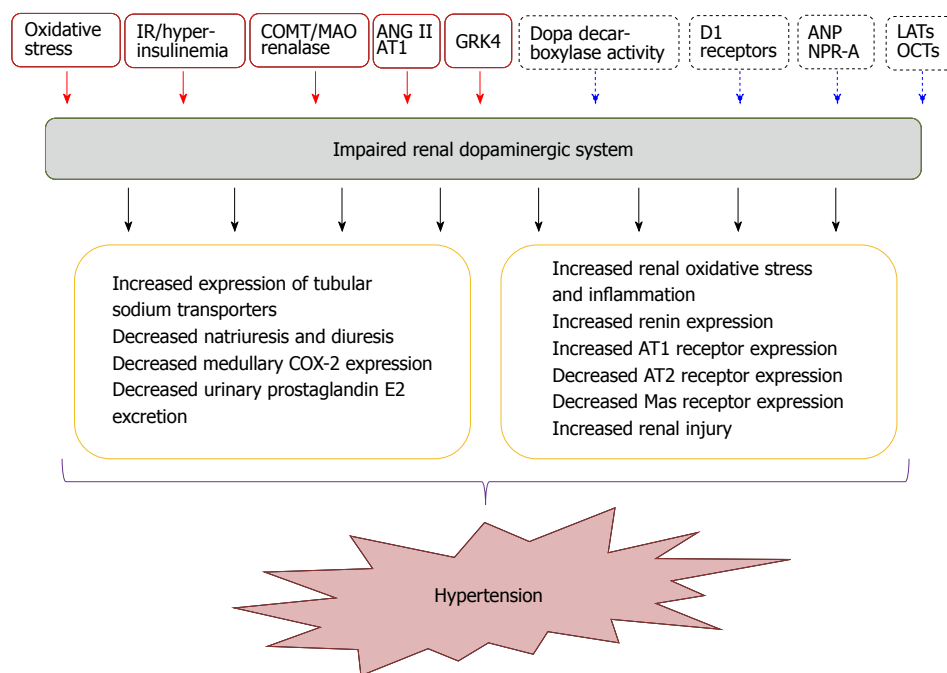 Oxidative
stress
IR/hyper-
insulinemia
COMT/MAO
renalase
ANG II
AT1
GRK4
Dopa decar-
boxylase activity
D1
receptors
ANP
NPR-A
LATs
OCTs
Impaired renal dopaminergic system
Increased expression of tubular
sodium transporters
Decreased natriuresis and diuresis
Decreased medullary COX-2 expression
Decreased urinary prostaglandin E2
excretion
Increased renal oxidative stress
and inflammation
Increased renin expression
Increased AT1 receptor expression
Decreased AT2 receptor expression
Decreased Mas receptor expression
Increased renal injury
Hypertension